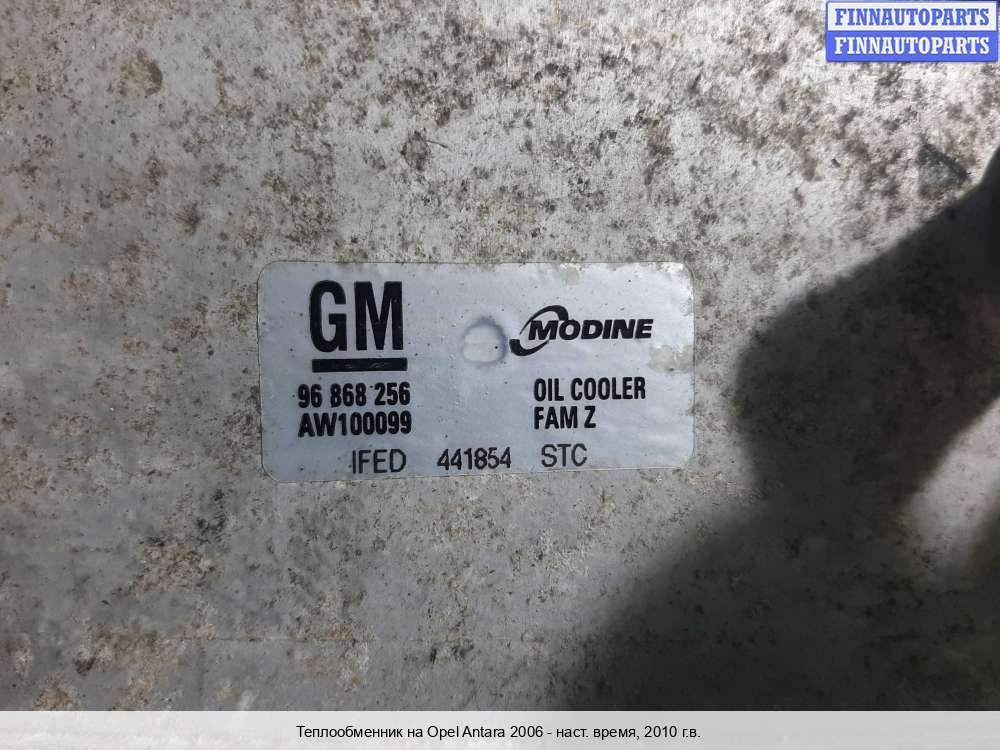 FINNAUTOPARTS
FINNAUTOPARTS
GM
MODINE
96 868 256
OIL COOLER
AW100099
FAM Z
IFED 441854 STC
Теплообменник на Opel Antara 2006 - наст. время, 2010 г.в.